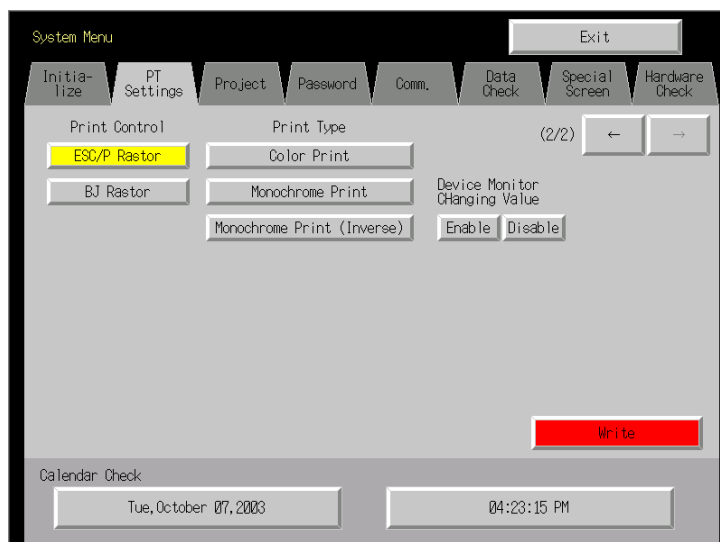 System Menu
Exit
Initia-
lize
PT
Settings
Project
Password
Comm.
Data
Check
Special
Screen
Hardware
Check
Print Control
Print Type
(2/2)
←
→
ESC/P Rastor
Color Print
BJ Rastor
Monochrome Print
Device Monitor
CHanging Value
Monochrome Print (Inverse)
Enable
Disable
Write
Calendar Check
Tue,October 07,2003
04:23:15 PM